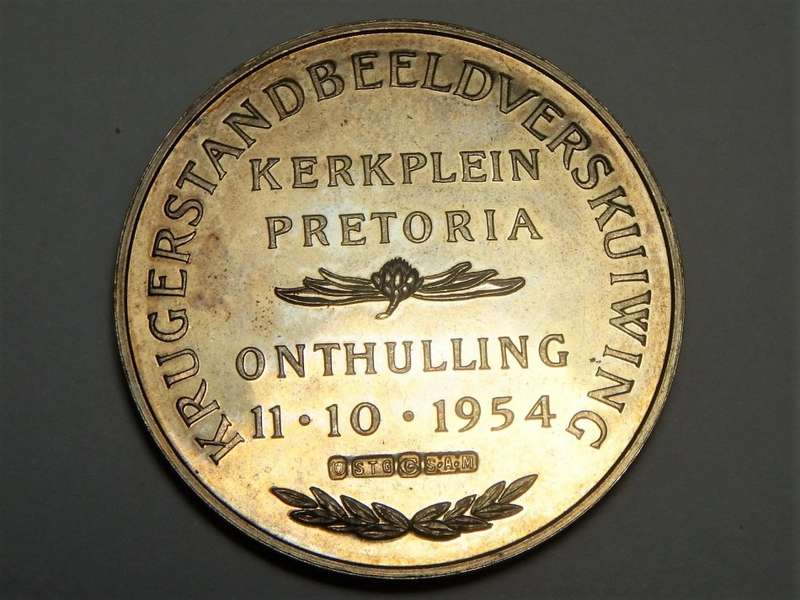 KRUGERSTANDBEELDVERSKUIWING
KERKPLEIN
PRETORIA
ONTHULLING
11·10·1954
STG C S·A·M